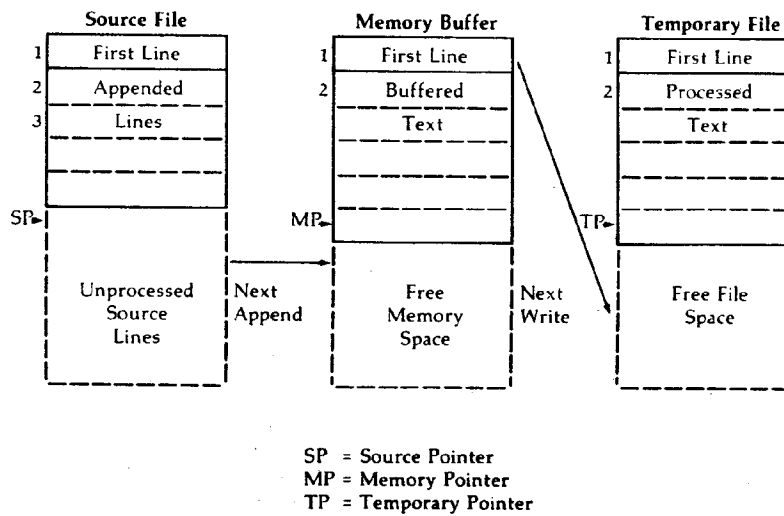 Source File
1 First Line
2 Appended
3 Lines
SP
Unprocessed
Source
Lines
Next
Append
Memory Buffer
1 First Line
2 Buffered
Text
MP
Free
Memory
Space
Next
Write
Temporary File
1 First Line
2 Processed
Text
TP
Free File
Space
SP = Source Pointer
MP = Memory Pointer
TP = Temporary Pointer